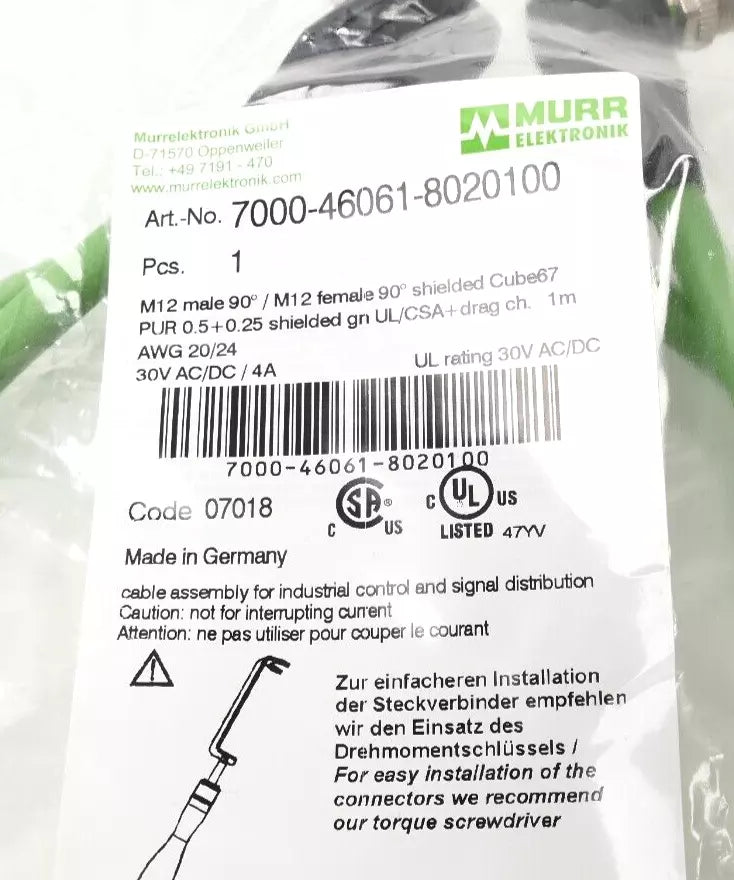 Murrelektronik GmbH
D-71570 Oppenweiler
Tel.: +49 7191 - 470
www.murrelektronik.com
MURR
ELEKTRONIK
Art.-No. 7000-46061-8020100
Pcs. 1
M12 male 90° / M12 female 90° shielded Cube67
PUR 0.5+0.25 shielded gn UL/CSA+drag ch. 1m
AWG 20/24
30V AC/DC / 4A UL rating 30V AC/DC
7000-46061-8020100
Code 07018
C SA ® US
C UL US
LISTED 47YV
Made in Germany
cable assembly for industrial control and signal distribution
Caution: not for interrupting current
Attention: ne pas utiliser pour couper le courant
Zur einfacheren Installation
der Steckverbinder empfehlen
wir den Einsatz des
Drehmomentschlüssels /
For easy installation of the
connectors we recommend
our torque screwdriver